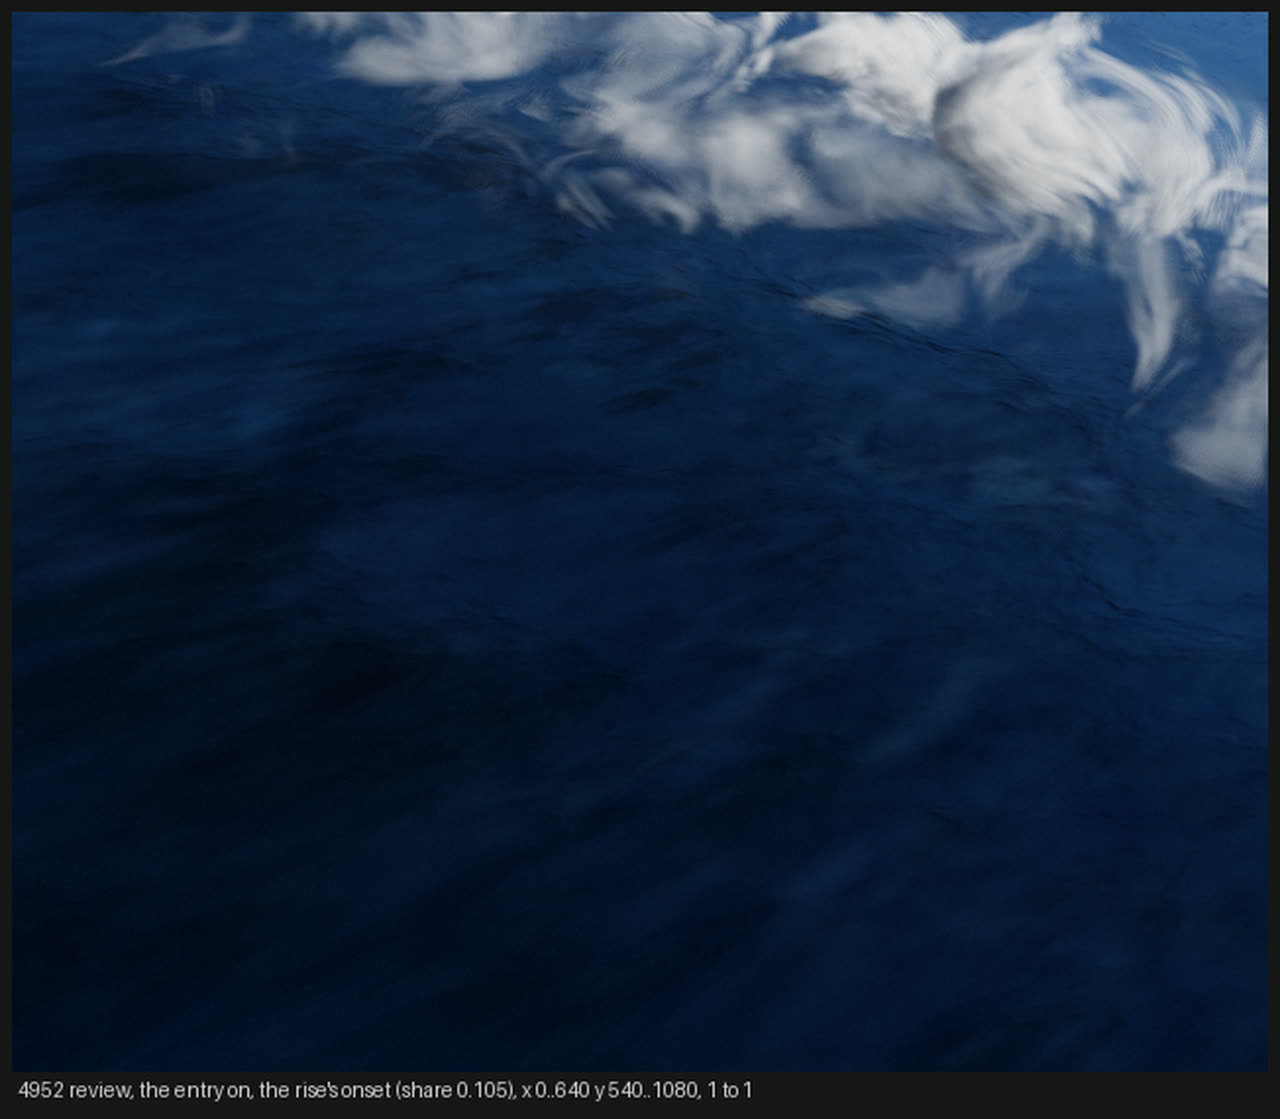 4952 review, the entry on, the rise's onset (share 0.105), x 0..640 y 540..1080, 1 to 1